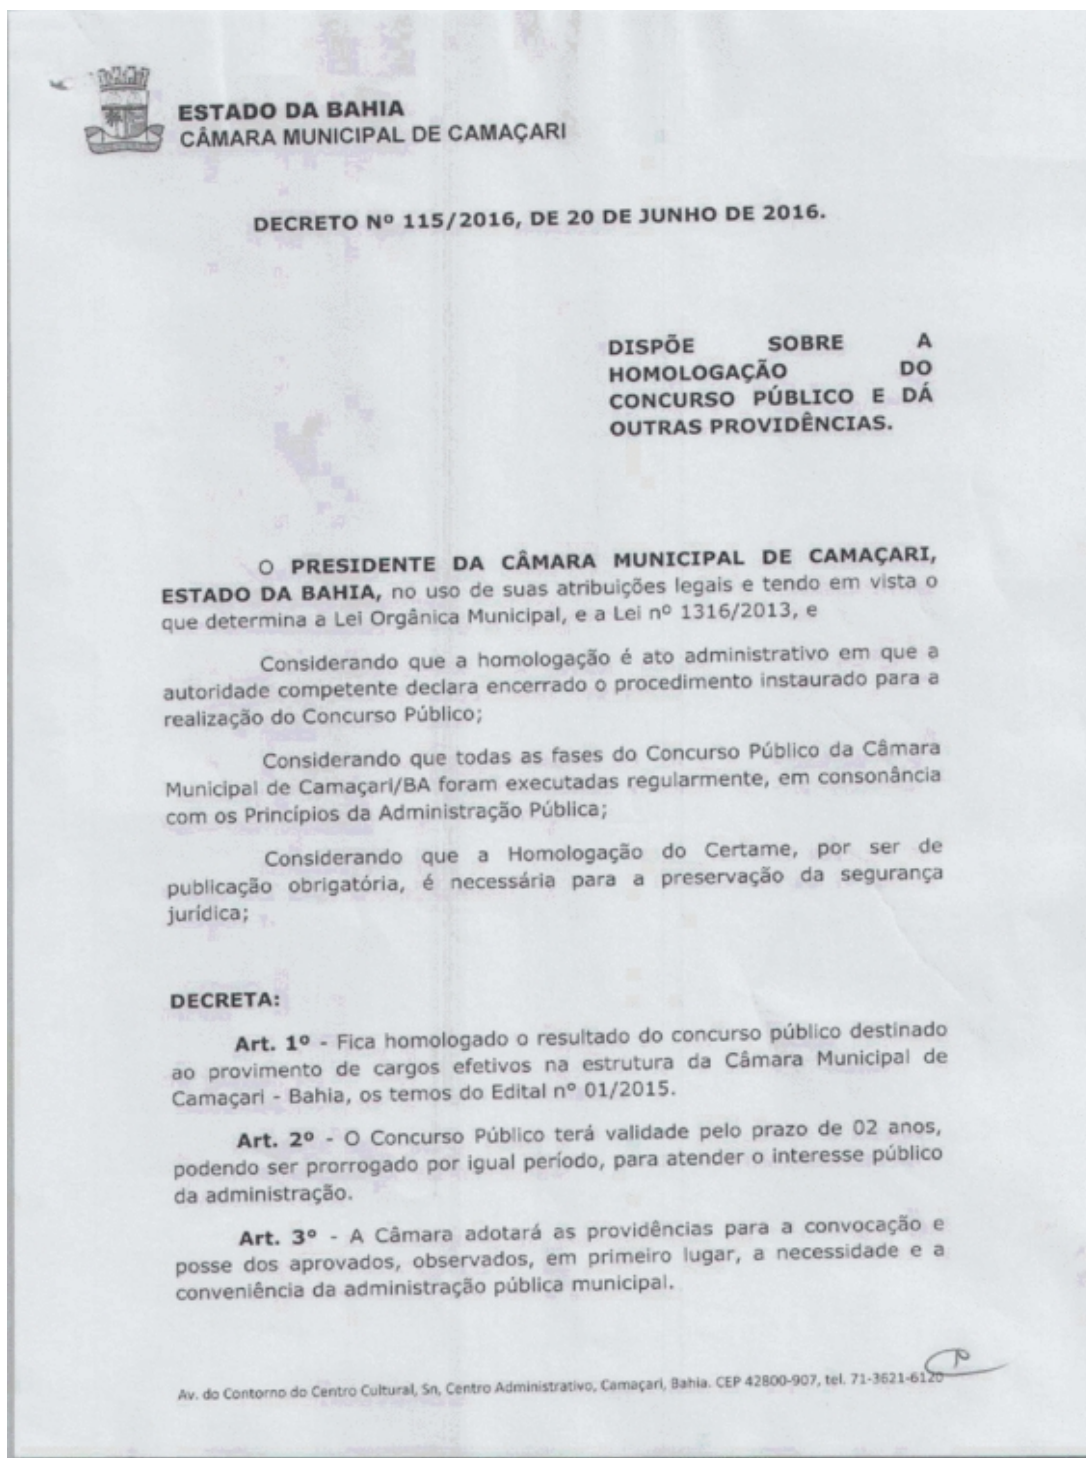 ESTADO DA BAHIA
CÂMARA MUNICIPAL DE CAMAÇARI
DECRETO Nº 115/2016, DE 20 DE JUNHO DE 2016.
DISPÕE SOBRE A
HOMOLOGAÇÃO DO
CONCURSO PÚBLICO E DÁ
OUTRAS PROVIDÊNCIAS.
O PRESIDENTE DA CÂMARA MUNICIPAL DE CAMAÇARI,
ESTADO DA BAHIA, no uso de suas atribuições legais e tendo em vista o
que determina a Lei Orgânica Municipal, e a Lei nº 1316/2013, e
Considerando que a homologação é ato administrativo em que a
autoridade competente declara encerrado o procedimento instaurado para a
realização do Concurso Público;
Considerando que todas as fases do Concurso Público da Câmara
Municipal de Camaçari/BA foram executadas regularmente, em consonância
com os Princípios da Administração Pública;
Considerando que a Homologação do Certame, por ser de
publicação obrigatória, é necessária para a preservação da segurança
jurídica;
DECRETA:
Art. 1º - Fica homologado o resultado do concurso público destinado
ao provimento de cargos efetivos na estrutura da Câmara Municipal de
Camaçari - Bahia, os temos do Edital nº 01/2015.
Art. 2º - O Concurso Público terá validade pelo prazo de 02 anos,
podendo ser prorrogado por igual período, para atender o interesse público
da administração.
Art. 3º - A Câmara adotará as providências para a convocação e
posse dos aprovados, observados, em primeiro lugar, a necessidade e a
conveniência da administração pública municipal.
Av. do Contorno do Centro Cultural, Sn, Centro Administrativo, Camaçari, Bahia. CEP 42800-907, tel. 71-3621-6120